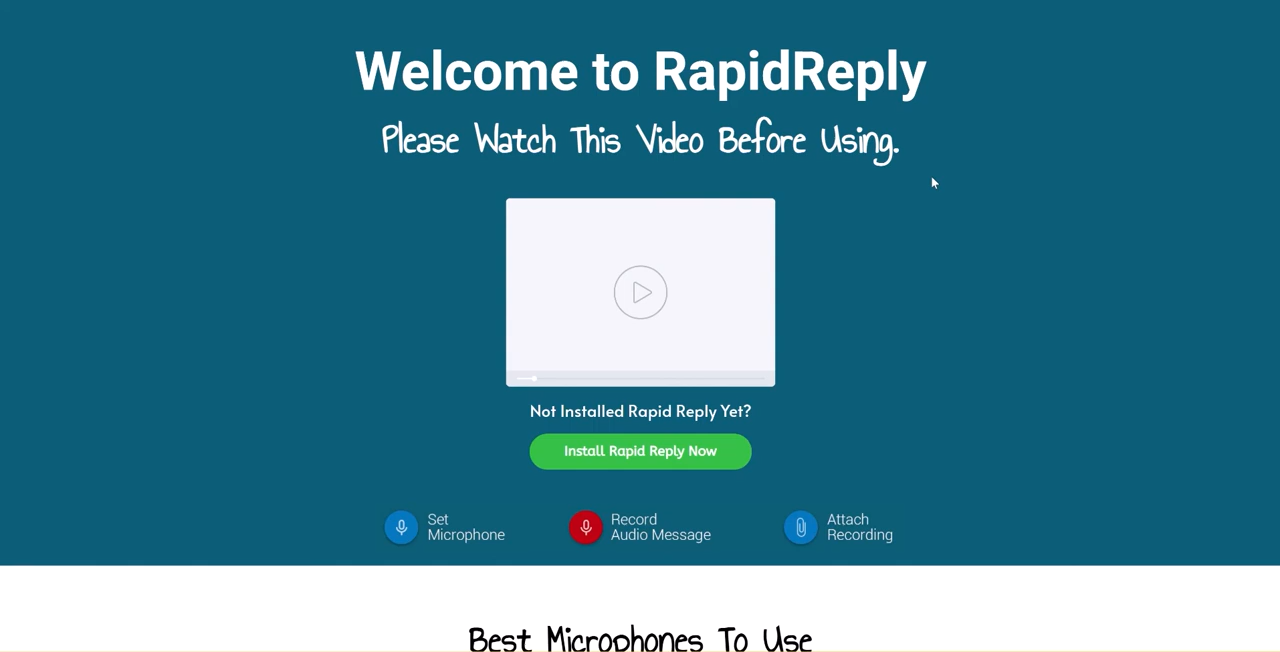 Welcome to RapidReply
Please Watch This Video Before Using.
Not Installed Rapid Reply Yet?
Install Rapid Reply Now
Set
Microphone
Record
Audio Message
Attach
Recording
Best Microphones To Use